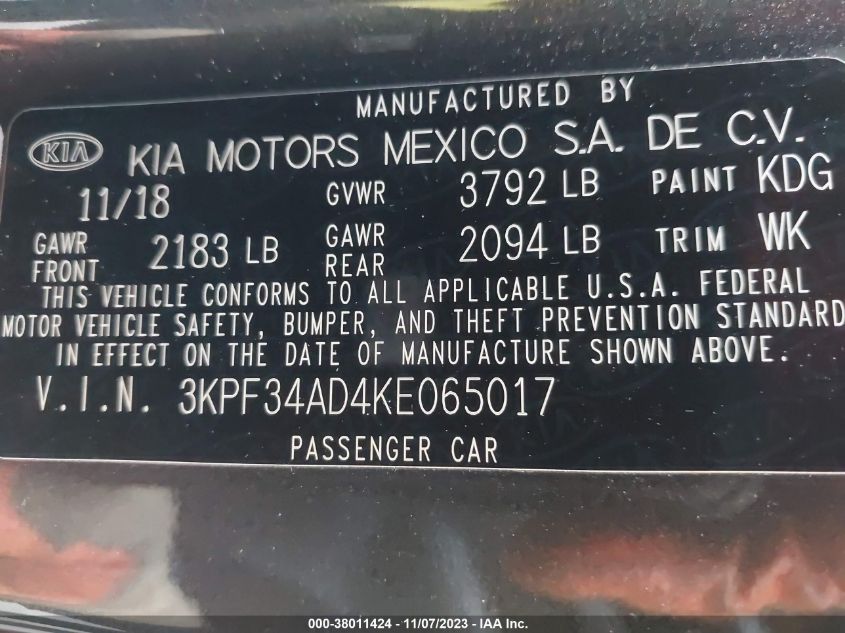 MANUFACTURED BY
KIA KIA MOTORS MEXICO S.A. DE C.V.
11/18 GVWR 3792 LB PAINT KDG
GAWR FRONT 2183 LB GAWR REAR 2094 LB TRIM WK
THIS VEHICLE CONFORMS TO ALL APPLICABLE U.S.A. FEDERAL
MOTOR VEHICLE SAFETY, BUMPER, AND THEFT PREVENTION STANDARD
IN EFFECT ON THE DATE OF MANUFACTURE SHOWN ABOVE.
V.I.N. 3KPF34AD4KE065017
PASSENGER CAR
000-38011424 - 11/07/2023 - IAA Inc.